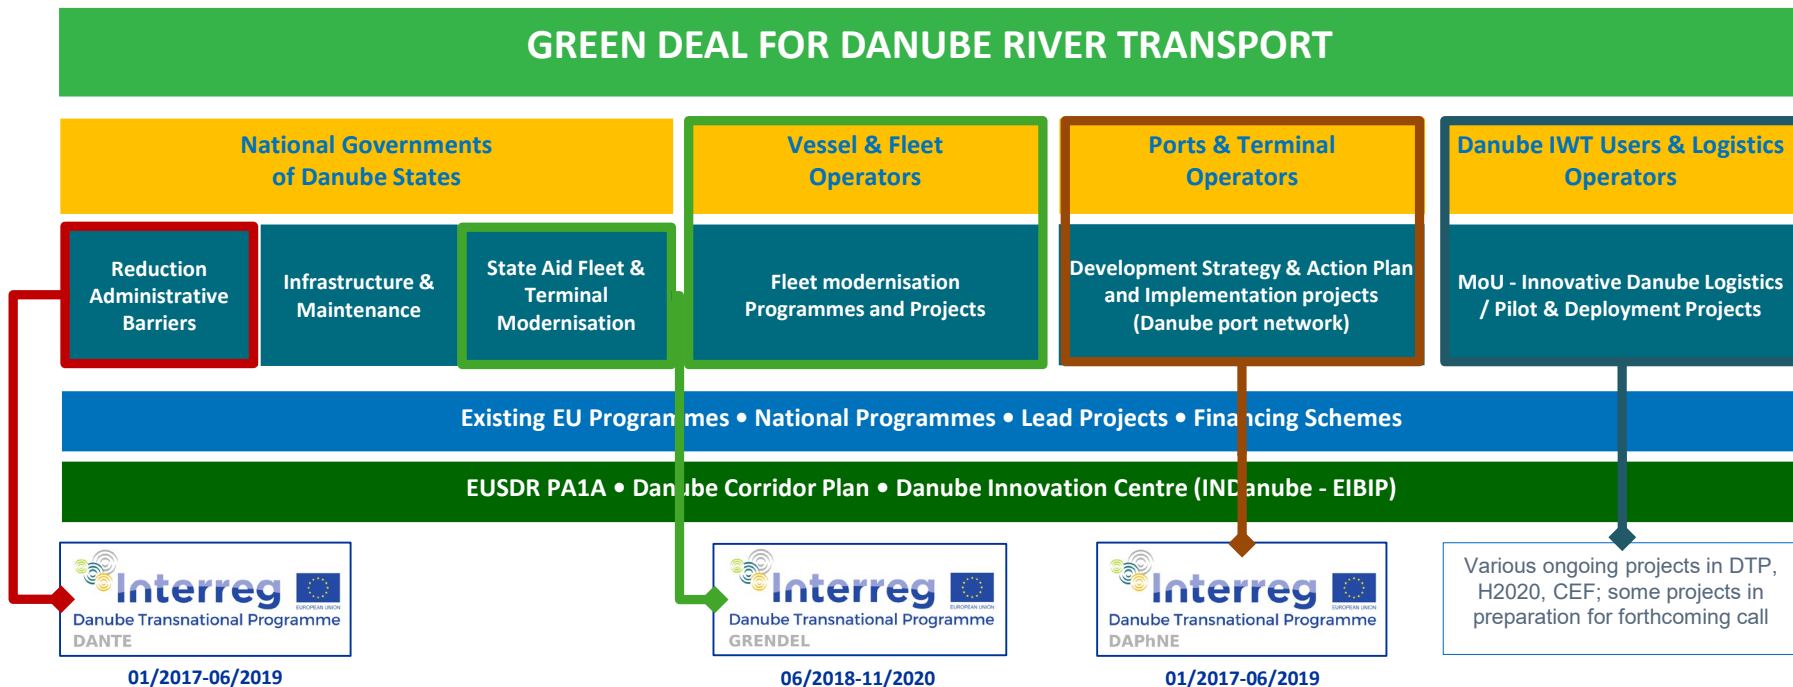 GREEN DEAL FOR DANUBE RIVER TRANSPORT
National Governments
of Danube States
Vessel & Fleet
Operators
Ports & Terminal
Operators
Danube IWT Users & Logistics
Operators
Reduction
Administrative
Barriers
Infrastructure &
Maintenance
State Aid Fleet &
Terminal
Modernisation
Fleet modernisation
Programmes and Projects
Development Strategy & Action Plan
and Implementation projects
(Danube port network)
MoU - Innovative Danube Logistics
/ Pilot & Deployment Projects
Existing EU Programmes • National Programmes • Lead Projects • Financing Schemes
EUSDR PA1A • Danube Corridor Plan • Danube Innovation Centre (INDanube - EIBIP)
Interreg
EUROPEAN UNION
Danube Transnational Programme
DANTE
01/2017-06/2019
Interreg
EUROPEAN UNION
Danube Transnational Programme
GRENDEL
06/2018-11/2020
Interreg
EUROPEAN UNION
Danube Transnational Programme
DAPhNE
01/2017-06/2019
Various ongoing projects in DTP,
H2020, CEF; some projects in
preparation for forthcoming call